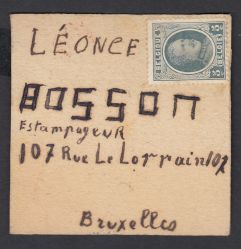 LÉONCE
BOSSON
EstampeuR
107 Rue Le Lorrain 107
Bruxelles
BELGIQUE